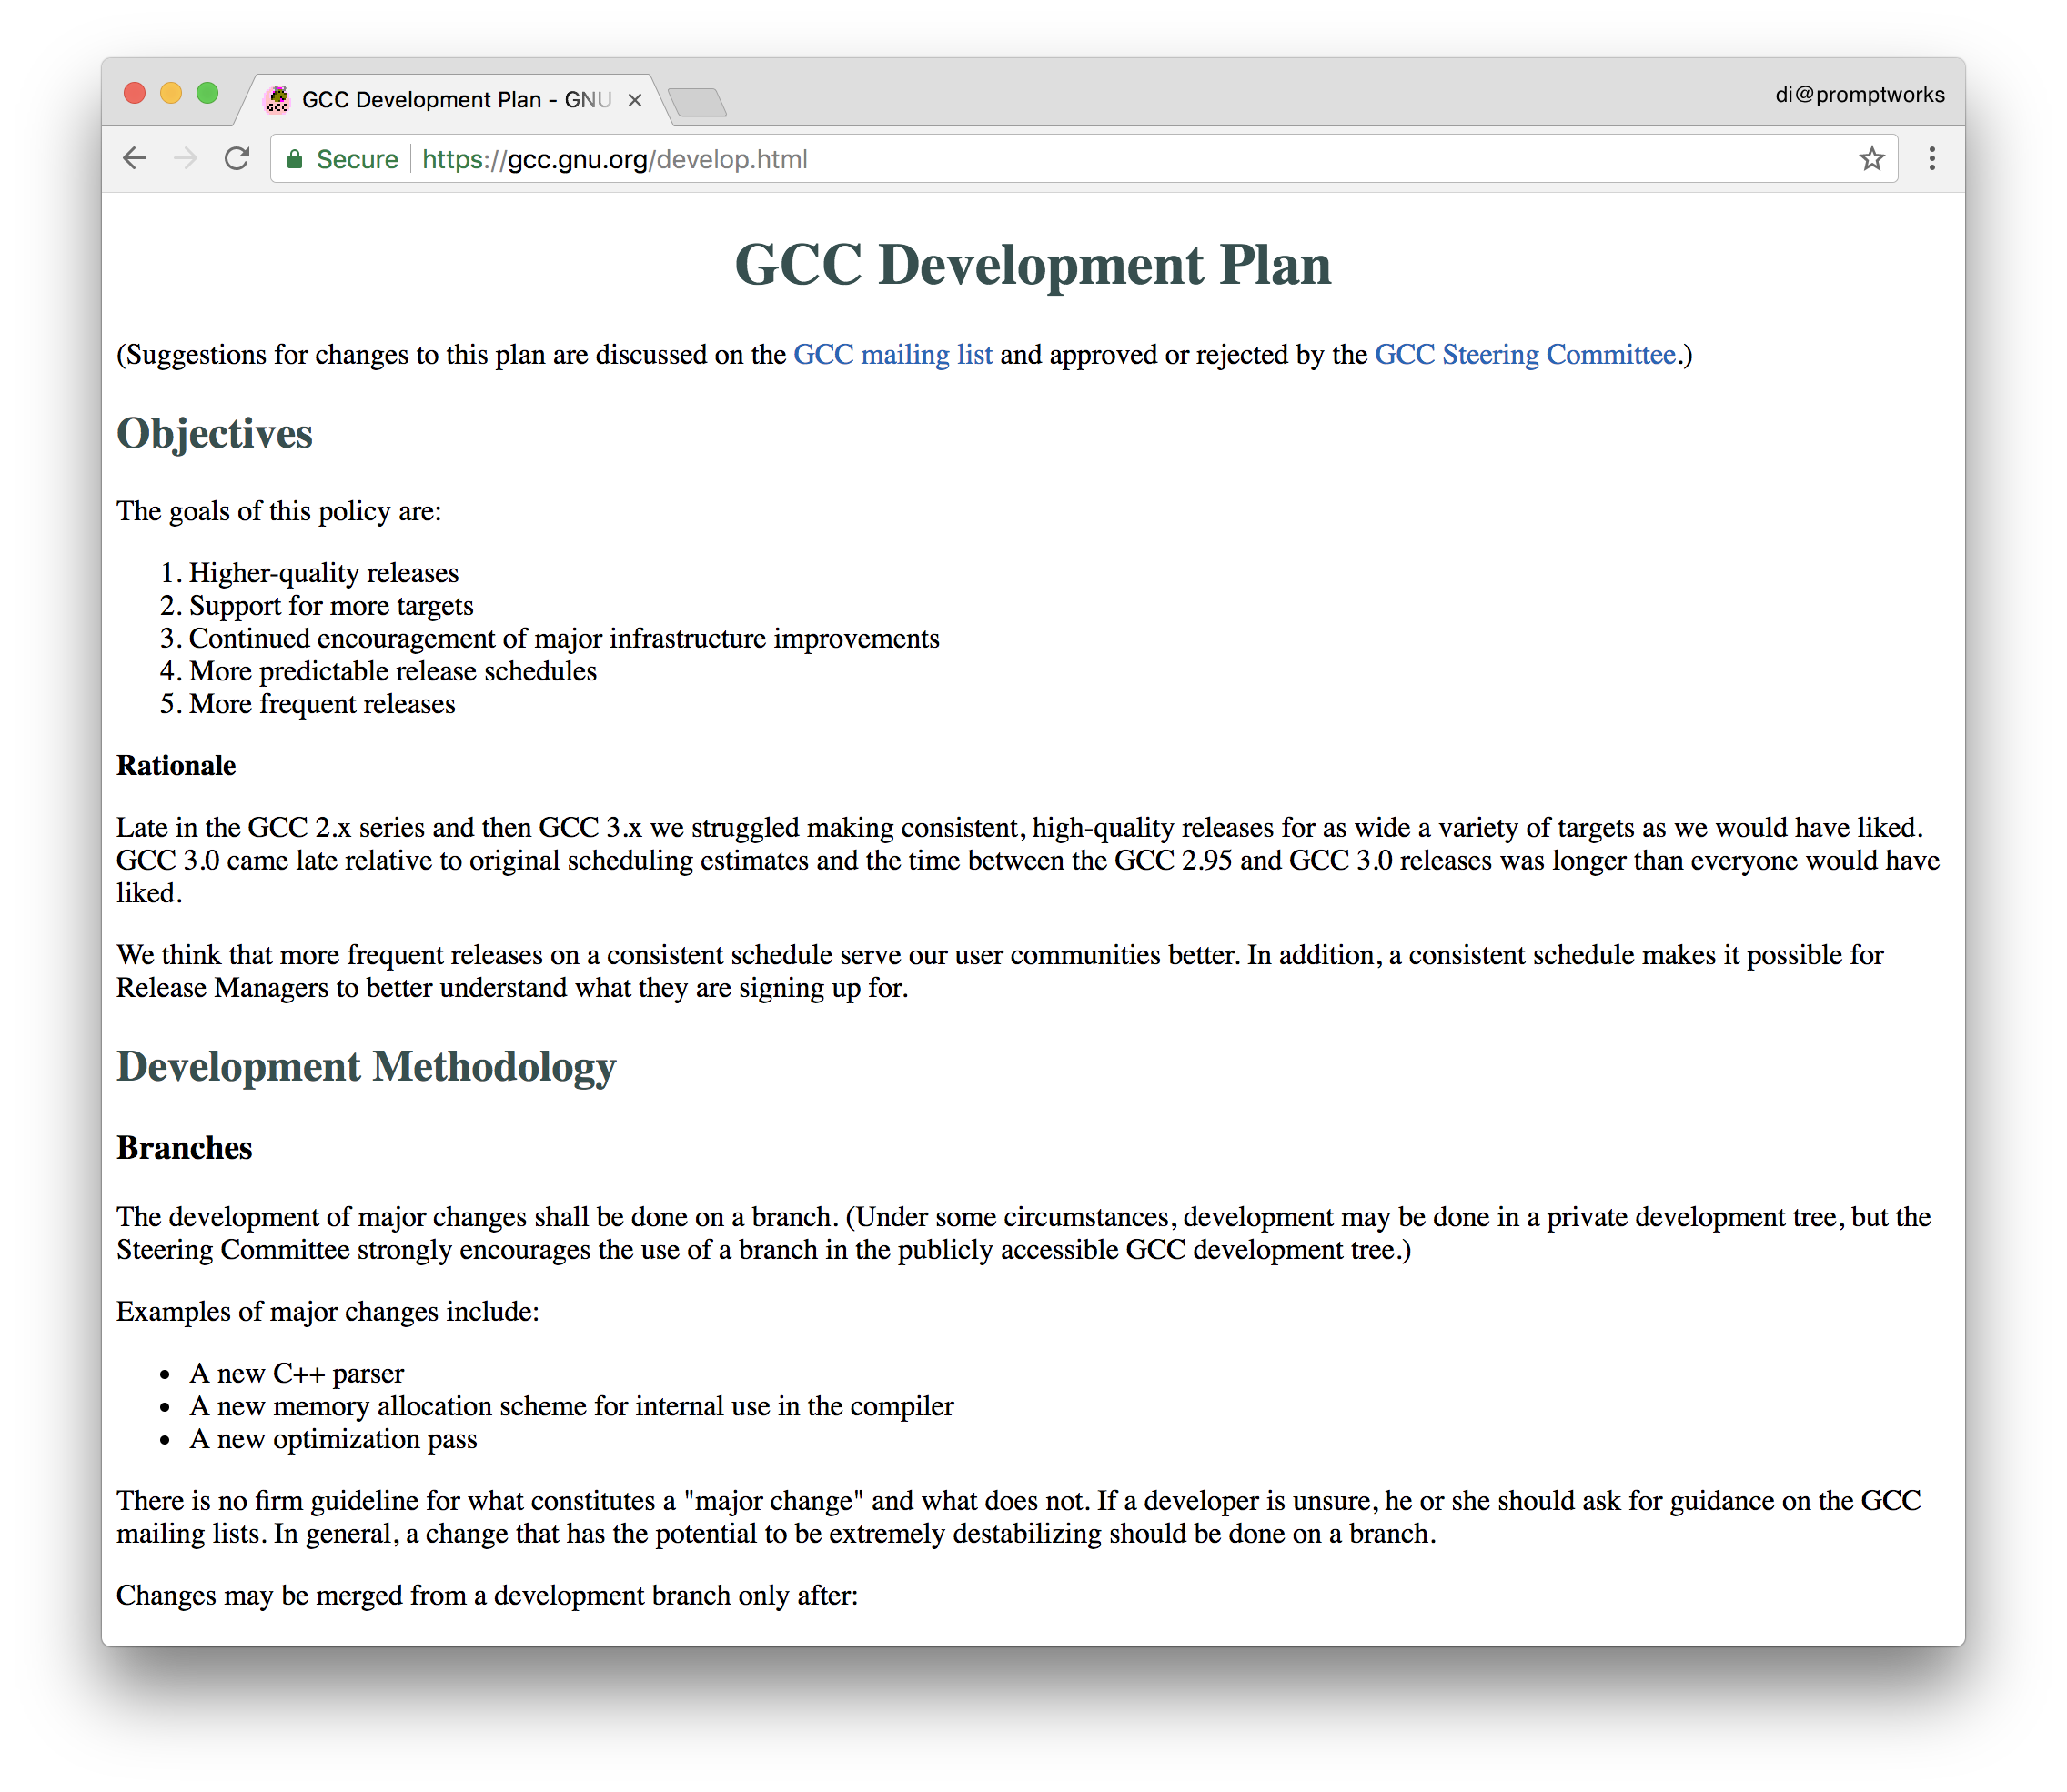 GCC Development Plan - GNU
di@promptworks
Secure https://gcc.gnu.org/develop.html
GCC Development Plan
(Suggestions for changes to this plan are discussed on the GCC mailing list and approved or rejected by the GCC Steering Committee.)
Objectives
The goals of this policy are:
1. Higher-quality releases
2. Support for more targets
3. Continued encouragement of major infrastructure improvements
4. More predictable release schedules
5. More frequent releases
Rationale
Late in the GCC 2.x series and then GCC 3.x we struggled making consistent, high-quality releases for as wide a variety of targets as we would have liked.
GCC 3.0 came late relative to original scheduling estimates and the time between the GCC 2.95 and GCC 3.0 releases was longer than everyone would have
liked.
We think that more frequent releases on a consistent schedule serve our user communities better. In addition, a consistent schedule makes it possible for
Release Managers to better understand what they are signing up for.
Development Methodology
Branches
The development of major changes shall be done on a branch. (Under some circumstances, development may be done in a private development tree, but the
Steering Committee strongly encourages the use of a branch in the publicly accessible GCC development tree.)
Examples of major changes include:
• A new C++ parser
• A new memory allocation scheme for internal use in the compiler
• A new optimization pass
There is no firm guideline for what constitutes a "major change" and what does not. If a developer is unsure, he or she should ask for guidance on the GCC
mailing lists. In general, a change that has the potential to be extremely destabilizing should be done on a branch.
Changes may be merged from a development branch only after: